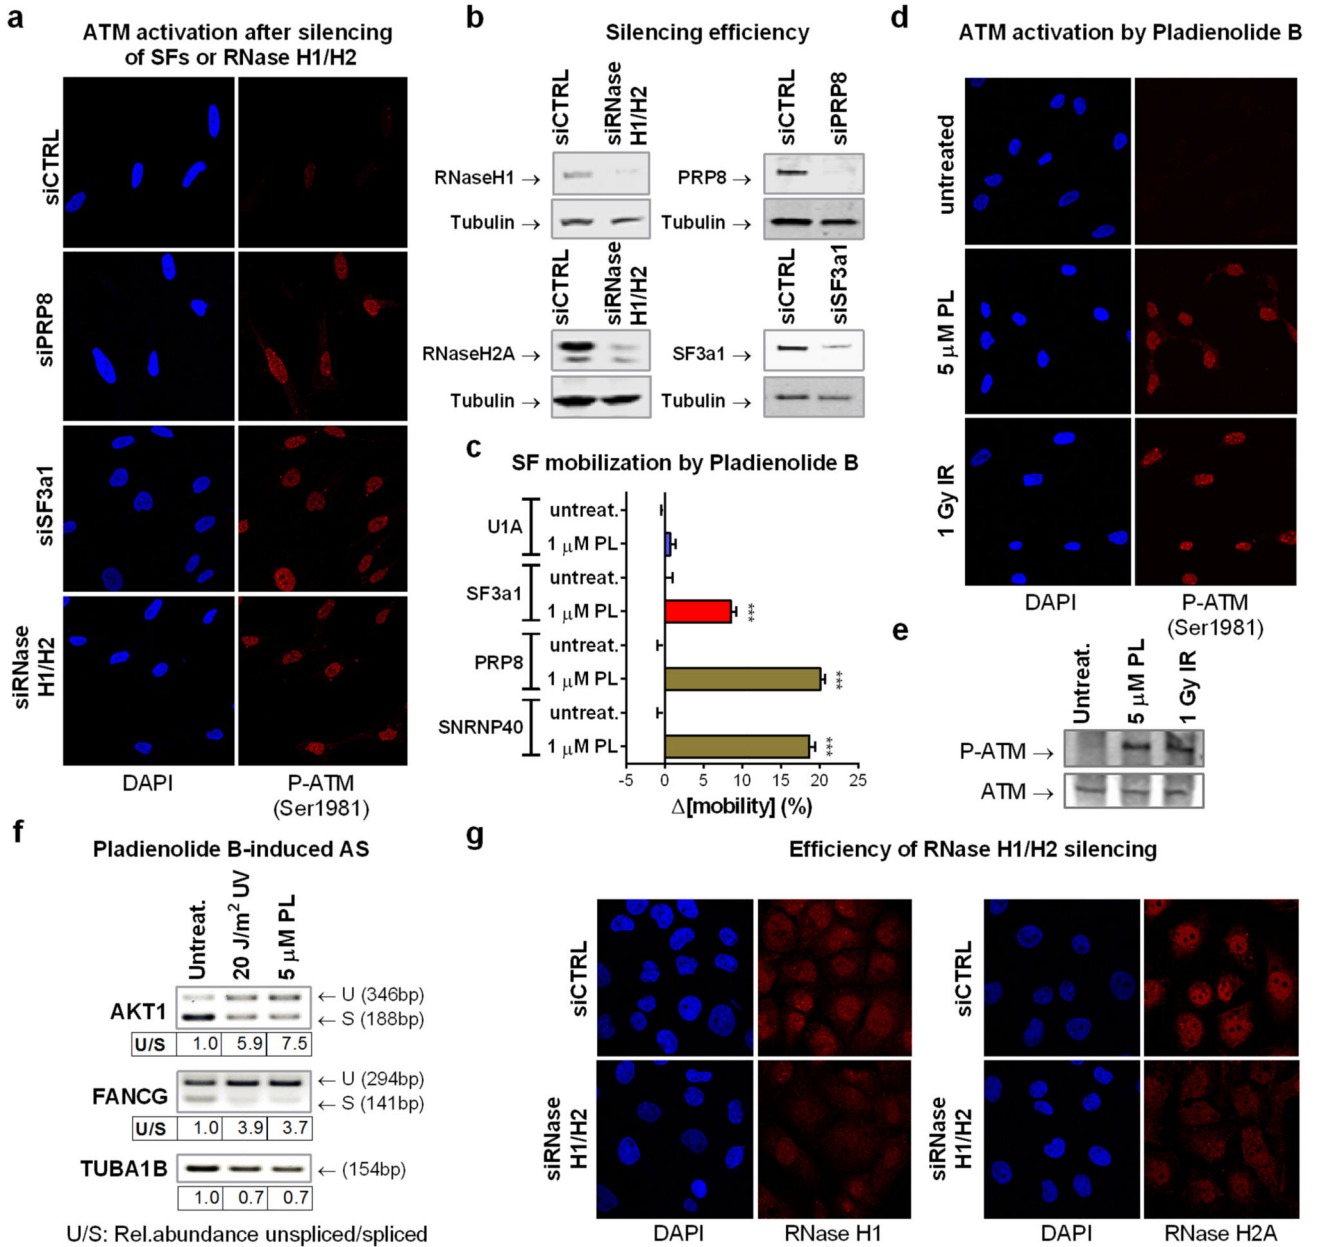 a
ATM activation after silencing
of SFs or RNase H1/H2
siCTRL
siPRP8
siSF3a1
siRNase
H1/H2
DAPI
P-ATM
(Ser1981)
b
Silencing efficiency
siCTRL
siRNase
H1/H2
siCTRL
siPRP8
RNaseH1 →
PRP8 →
Tubulin →
Tubulin →
siCTRL
siRNase
H1/H2
siCTRL
siSF3a1
RNaseH2A →
SF3a1 →
Tubulin →
Tubulin →
c
SF mobilization by Pladienolide B
U1A
untreat.
1 µM PL
SF3a1
untreat.
1 µM PL
***
PRP8
untreat.
1 µM PL
***
SNRNP40
untreat.
1 µM PL
***
-5 0 5 10 15 20 25
Δ[mobility] (%)
d
ATM activation by Pladienolide B
untreated
5 µM PL
1 Gy IR
DAPI
P-ATM
(Ser1981)
e
Untreat.
5 µM PL
1 Gy IR
P-ATM →
ATM →
f
Pladienolide B-induced AS
Untreat.
20 J/m² UV
5 µM PL
AKT1
← U (346bp)
← S (188bp)
U/S 1.0 5.9 7.5
FANCG
← U (294bp)
← S (141bp)
U/S 1.0 3.9 3.7
TUBA1B
← (154bp)
1.0 0.7 0.7
U/S: Rel.abundance unspliced/spliced
g
Efficiency of RNase H1/H2 silencing
siCTRL
siRNase
H1/H2
DAPI
RNase H1
siCTRL
siRNase
H1/H2
DAPI
RNase H2A